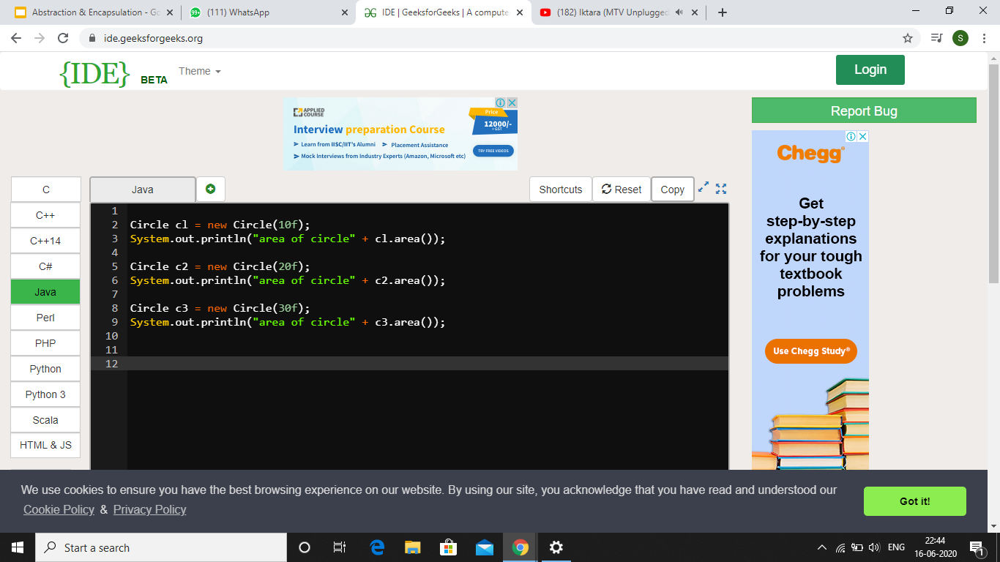 Abstraction & Encapsulation - Go
(111) WhatsApp
IDE | GeeksforGeeks | A compute
(182) Iktara (MTV Unplugged
ide.geeksforgeeks.org
S
{IDE} BETA
Theme
Login
APPLIED COURSE
Interview preparation Course
Learn from IISC/IIT's Alumni
Placement Assistance
Mock Interviews from Industry Experts (Amazon, Microsoft etc)
Price
12000/-
+ GST
TRY FREE VIDEOS
Report Bug
Chegg
Get
step-by-step
explanations
for your tough
textbook
problems
Use Chegg Study®
C
C++
C++14
C#
Java
Perl
PHP
Python
Python 3
Scala
HTML & JS
Java
Shortcuts
Reset
Copy
1
2 Circle cl = new Circle(10f);
3 System.out.println("area of circle" + cl.area());
4
5 Circle c2 = new Circle(20f);
6 System.out.println("area of circle" + c2.area());
7
8 Circle c3 = new Circle(30f);
9 System.out.println("area of circle" + c3.area());
10
11
12
We use cookies to ensure you have the best browsing experience on our website. By using our site, you acknowledge that you have read and understood our
Cookie Policy & Privacy Policy
Got it!
Start a search
ENG
22:44
16-06-2020
1